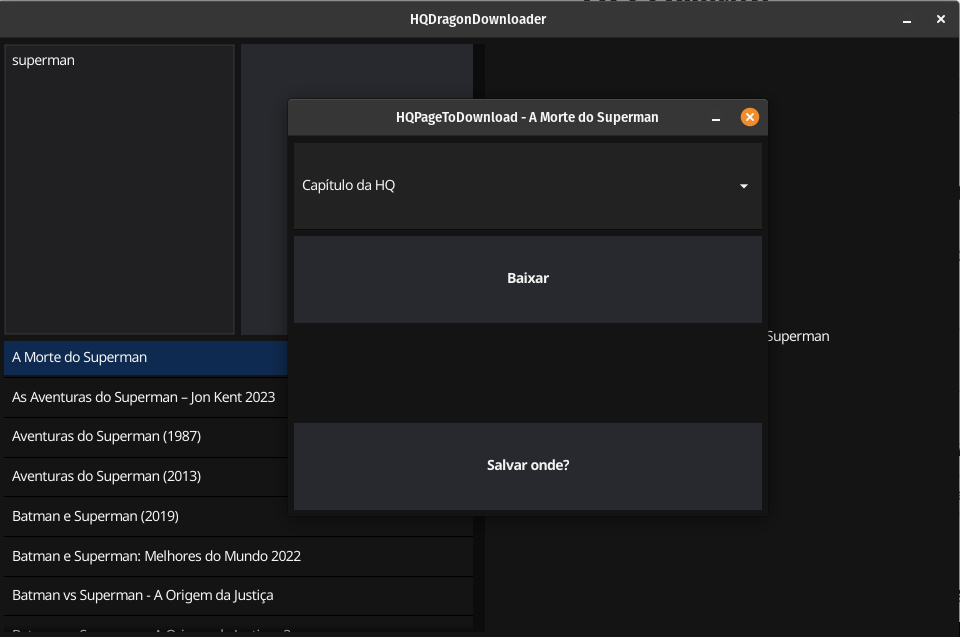 HQDragonDownloader
superman
HQPageToDownload - A Morte do Superman
Capítulo da HQ
Baixar
Superman
Salvar onde?
A Morte do Superman
As Aventuras do Superman – Jon Kent 2023
Aventuras do Superman (1987)
Aventuras do Superman (2013)
Batman e Superman (2019)
Batman e Superman: Melhores do Mundo 2022
Batman vs Superman - A Origem da Justiça